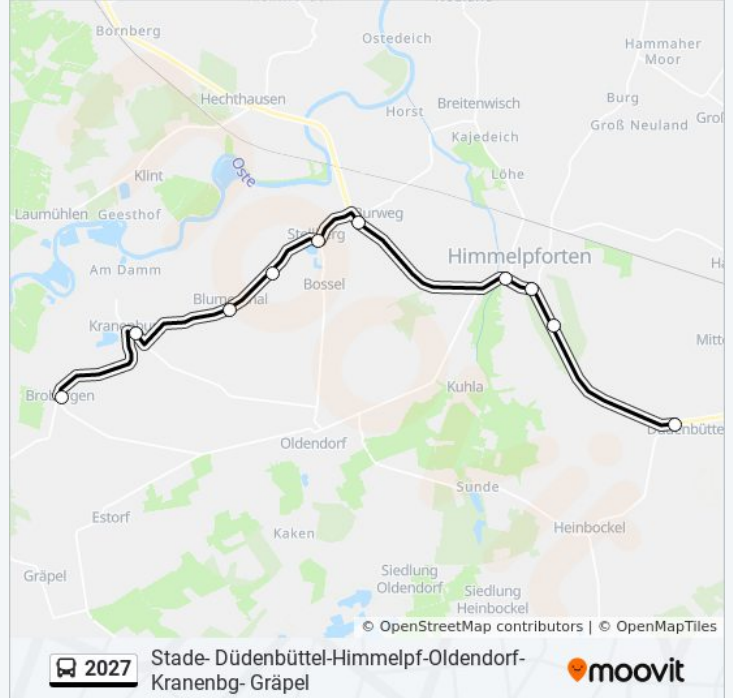 Bornberg
Ostedeich
Hammaher
Moor
Hechthausen
Horst
Breitenwisch
Burg
Groß Neuland
Kajedeich
Löhe
Oste
Klint
Laumühlen
Geesthof
Burweg
Himmelpforten
Am Damm
Bossel
Kuhla
Oldendorf
Sunde
Heinbockel
Estorf
Kaken
Gräpel
Siedlung
Oldendorf
Siedlung
Heinbockel
© OpenStreetMap contributors | © OpenMapTiles
2027
Stade- Düdenbüttel-Himmelpf-Oldendorf-
Kranenbg- Gräpel
moovit